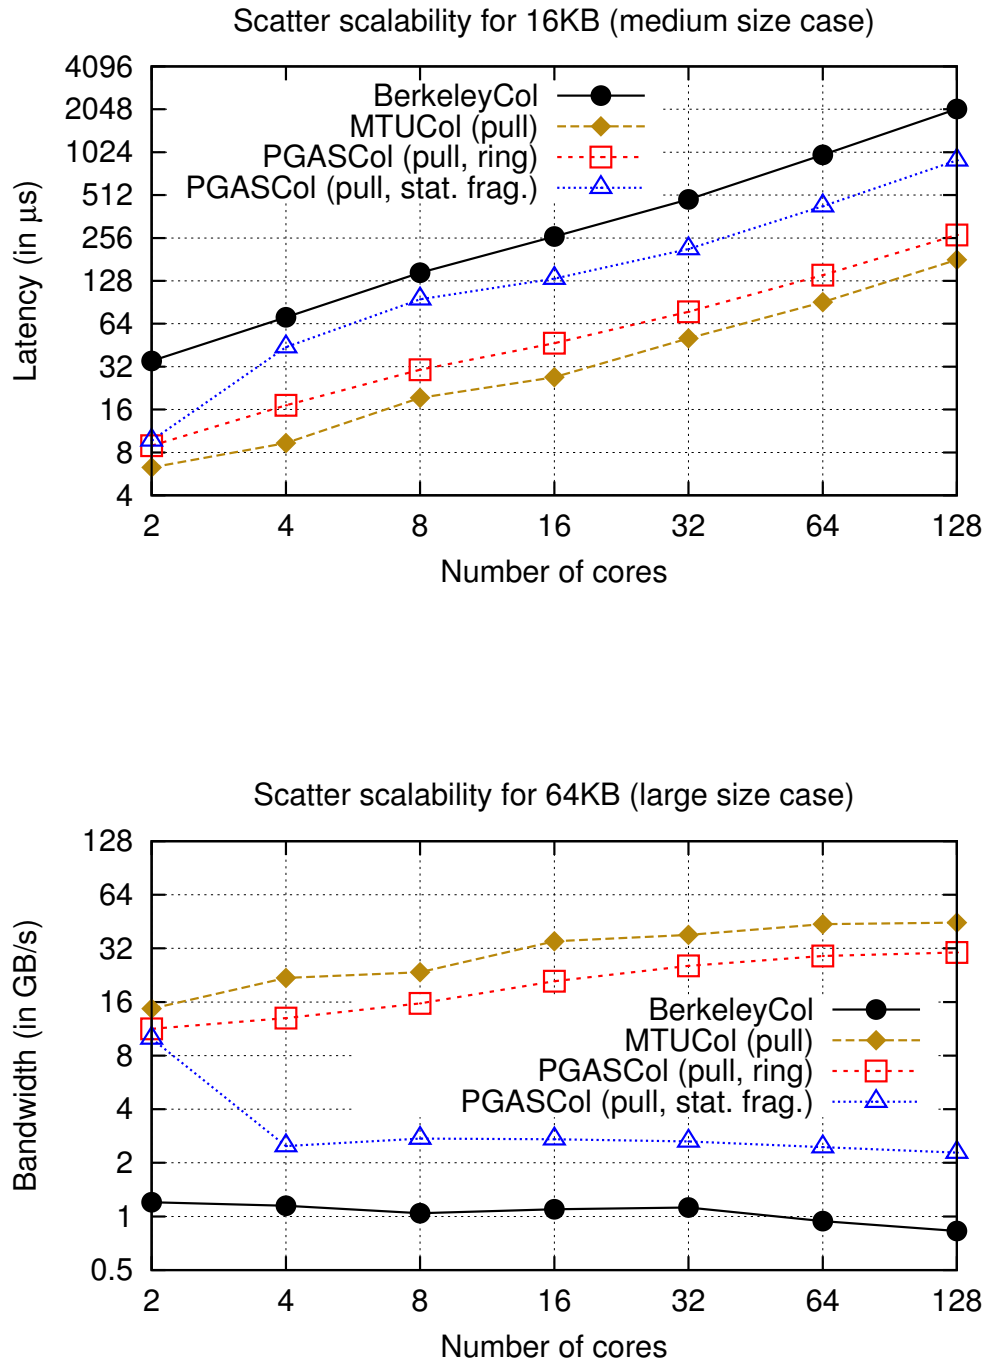 Scatter scalability for 16KB (medium size case)
4096
2048
1024
512
256
128
64
32
16
8
4
Latency (in µs)
BerkeleyCol
MTUCol (pull)
PGASCol (pull, ring)
PGASCol (pull, stat. frag.)
2 4 8 16 32 64 128
Number of cores
Scatter scalability for 64KB (large size case)
128
64
32
16
8
4
2
1
0.5
Bandwidth (in GB/s)
BerkeleyCol
MTUCol (pull)
PGASCol (pull, ring)
PGASCol (pull, stat. frag.)
2 4 8 16 32 64 128
Number of cores